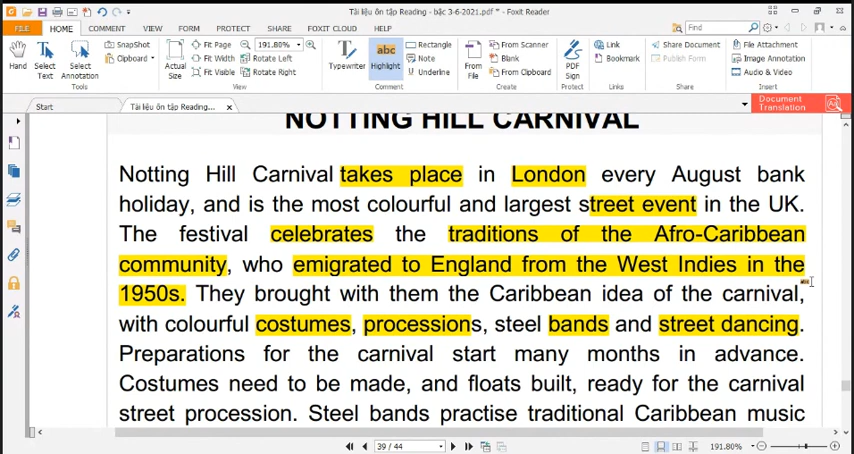 Tài liệu ôn tập Reading - bậc 3-6-2021.pdf * - Foxit Reader
FILE HOME COMMENT VIEW FORM PROTECT SHARE FOXIT CLOUD HELP Find
Hand
Select Text
Select Annotation
SnapShot
Clipboard
Tools
Actual Size
Fit Page
Fit Width
Fit Visible
191.80%
Rotate Left
Rotate Right
View
Typewriter
abc
Highlight
Rectangle
Note
Underline
Comment
From File
From Scanner
Blank
From Clipboard
Create
PDF Sign
Protect
Link
Bookmark
Links
Share Document
Publish Form
Share
File Attachment
Image Annotation
Audio & Video
Insert
Start
Tài liệu ôn tập Reading...
Document Translation
NOTTING HILL CARNIVAL
Notting Hill Carnival takes place in London every August bank
holiday, and is the most colourful and largest street event in the UK.
The festival celebrates the traditions of the Afro-Caribbean
community, who emigrated to England from the West Indies in the
1950s. They brought with them the Caribbean idea of the carnival,
with colourful costumes, processions, steel bands and street dancing.
Preparations for the carnival start many months in advance.
Costumes need to be made, and floats built, ready for the carnival
street procession. Steel bands practise traditional Caribbean music
39 / 44
191.80%